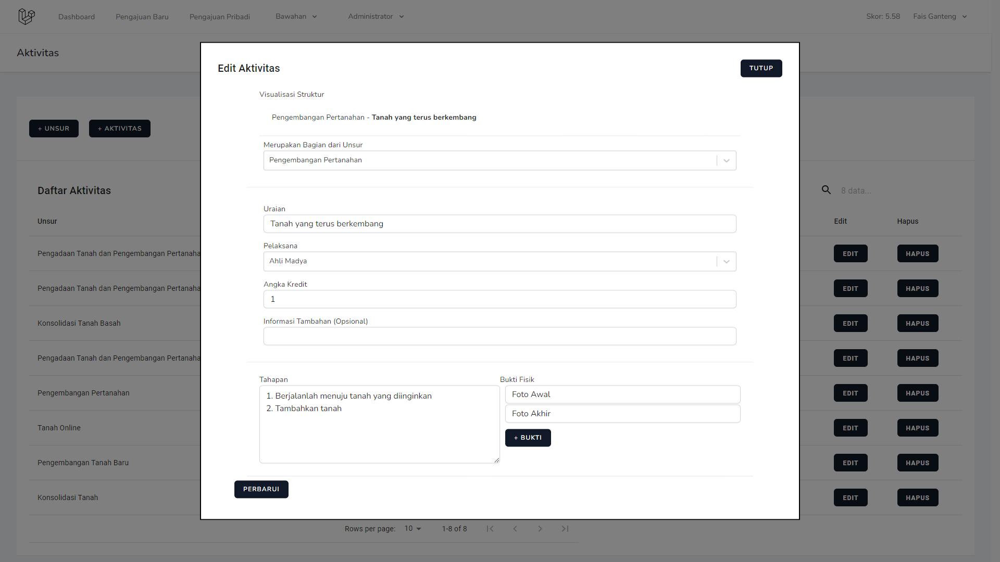 Dashboard Pengajuan Baru Pengajuan Pribadi Bawahan Administrator Skor: 5.58 Fais Ganteng
Aktivitas
Edit Aktivitas
TUTUP
Visualisasi Struktur
Pengembangan Pertanahan - Tanah yang terus berkembang
+ UNSUR + AKTIVITAS
Merupakan Bagian dari Unsur
Pengembangan Pertanahan
Daftar Aktivitas
8 data...
Uraian
Tanah yang terus berkembang
Unsur
Edit Hapus
Pelaksana
Ahli Madya
Angka Kredit
1
Informasi Tambahan (Opsional)
Tahapan
1. Berjalanlah menuju tanah yang diinginkan
2. Tambahkan tanah
Bukti Fisik
Foto Awal
Foto Akhir
+ BUKTI
PERBARUI
Pengadaan Tanah dan Pengembangan Pertanaha EDIT HAPUS
Pengadaan Tanah dan Pengembangan Pertanaha EDIT HAPUS
Konsolidasi Tanah Basah EDIT HAPUS
Pengadaan Tanah dan Pengembangan Pertanaha EDIT HAPUS
Pengembangan Pertanahan EDIT HAPUS
Tanah Online EDIT HAPUS
Pengembangan Tanah Baru EDIT HAPUS
Konsolidasi Tanah EDIT HAPUS
Rows per page: 10 1-8 of 8